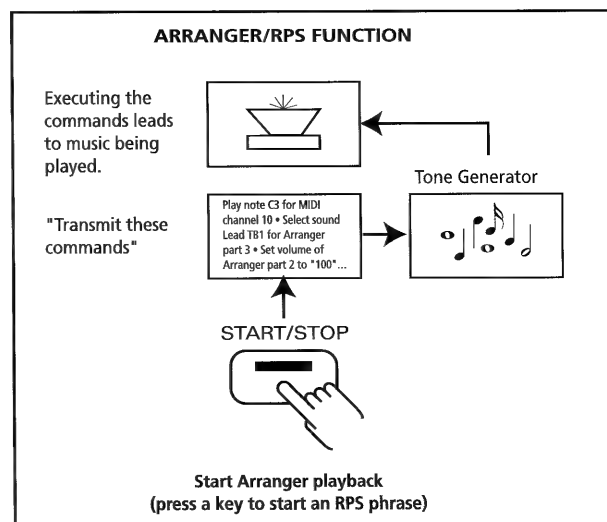 ARRANGER/RPS FUNCTION
Executing the
commands leads
to music being
played.
Tone Generator
"Transmit these
commands"
Play note C3 for MIDI
channel 10 • Select sound
Lead TB1 for Arranger
part 3 • Set volume of
Arranger part 2 to "100"...
START/STOP
Start Arranger playback
(press a key to start an RPS phrase)